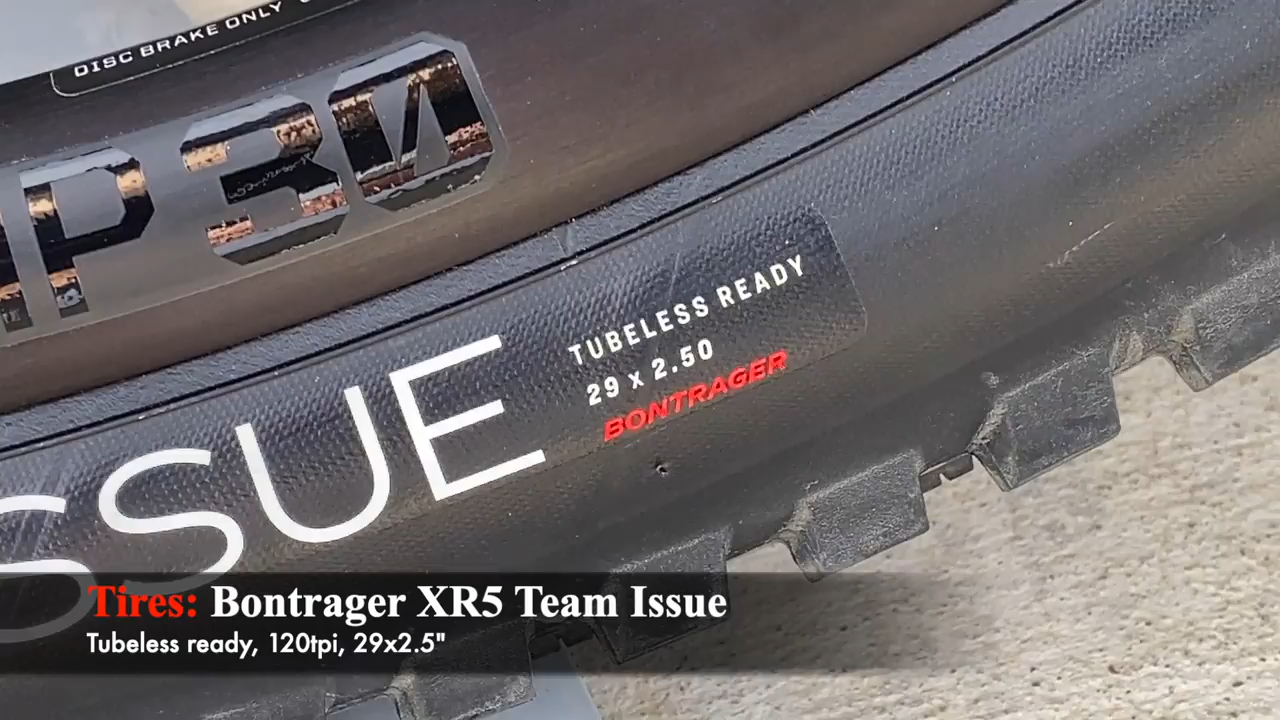 DISC BRAKE ONLY
P30
SSUE
TUBELESS READY
29 x 2.50
BONTRAGER
Tires: Bontrager XR5 Team Issue
Tubeless ready, 120tpi, 29x2.5"